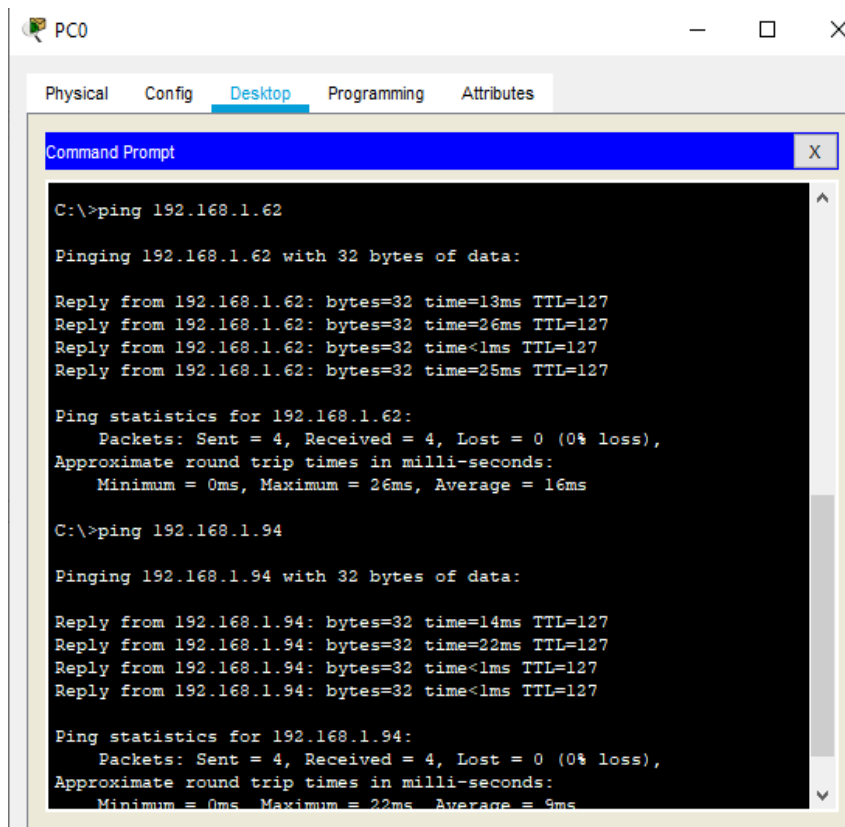 PC0
Physical Config Desktop Programming Attributes
Command Prompt X
C:\>ping 192.168.1.62
Pinging 192.168.1.62 with 32 bytes of data:
Reply from 192.168.1.62: bytes=32 time=13ms TTL=127
Reply from 192.168.1.62: bytes=32 time=26ms TTL=127
Reply from 192.168.1.62: bytes=32 time<1ms TTL=127
Reply from 192.168.1.62: bytes=32 time=25ms TTL=127
Ping statistics for 192.168.1.62:
Packets: Sent = 4, Received = 4, Lost = 0 (0% loss),
Approximate round trip times in milli-seconds:
Minimum = 0ms, Maximum = 26ms, Average = 16ms
C:\>ping 192.168.1.94
Pinging 192.168.1.94 with 32 bytes of data:
Reply from 192.168.1.94: bytes=32 time=14ms TTL=127
Reply from 192.168.1.94: bytes=32 time=22ms TTL=127
Reply from 192.168.1.94: bytes=32 time<1ms TTL=127
Reply from 192.168.1.94: bytes=32 time<1ms TTL=127
Ping statistics for 192.168.1.94:
Packets: Sent = 4, Received = 4, Lost = 0 (0% loss),
Approximate round trip times in milli-seconds:
Minimum = 0ms, Maximum = 22ms, Average = 9ms